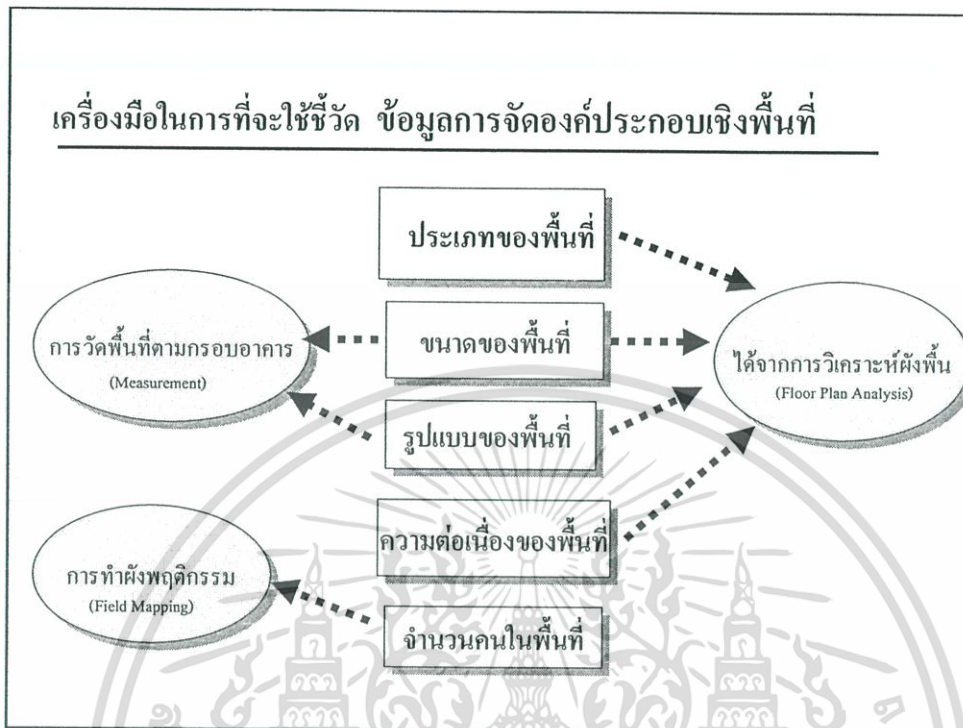 เครื่องมือในการที่จะใช้ชี้วัด ข้อมูลการจัดองค์ประกอบเชิงพื้นที่
ประเภทของพื้นที่
การวัดพื้นที่ตามกรอบอาคาร
(Measurement)
ขนาดของพื้นที่
ได้จากการวิเคราะห์ผังพื้น
(Floor Plan Analysis)
รูปแบบของพื้นที่
ความต่อเนื่องของพื้นที่
การทำผังพฤติกรรม
(Field Mapping)
จำนวนคนในพื้นที่